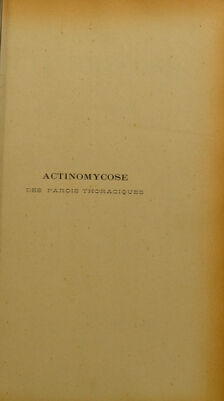 ACTINOMYCOSE
DES PAROIS THORACIQUES